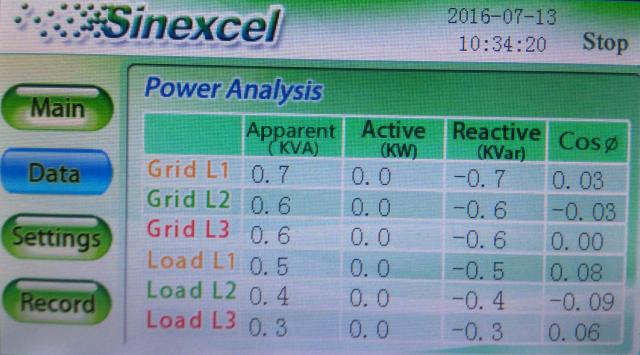 Sinexcel
2016-07-13
10:34:20
Stop
Main
Data
Settings
Record
Power Analysis
Apparent (KVA) Active (KW) Reactive (KVar) Cosø
Grid L1 0.7 0.0 -0.7 0.03
Grid L2 0.6 0.0 -0.6 -0.03
Grid L3 0.6 0.0 -0.6 0.00
Load L1 0.5 0.0 -0.5 0.08
Load L2 0.4 0.0 -0.4 -0.09
Load L3 0.3 0.0 -0.3 0.06